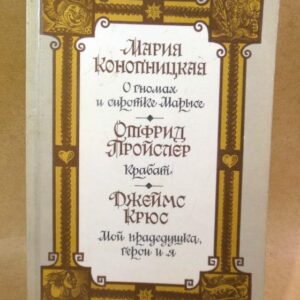 Мария
Конопницкая
О гномах
и сиротке Марысе
Отфрид
Пройслер
Крабат
Джеймс
Крюс
Мой прадедушка,
герои и я